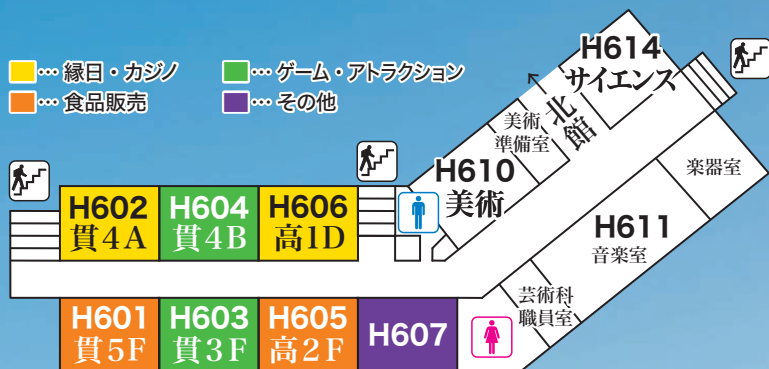 …縁日・カジノ
…ゲーム・アトラクション
…食品販売
…その他
H614
サイエンス
北館
美術
準備室
H610
美術
楽器室
H611
音楽室
芸術科
職員室
H602
貫4A
H604
貫4B
H606
高1D
H601
貫5F
H603
貫3F
H605
高2F
H607